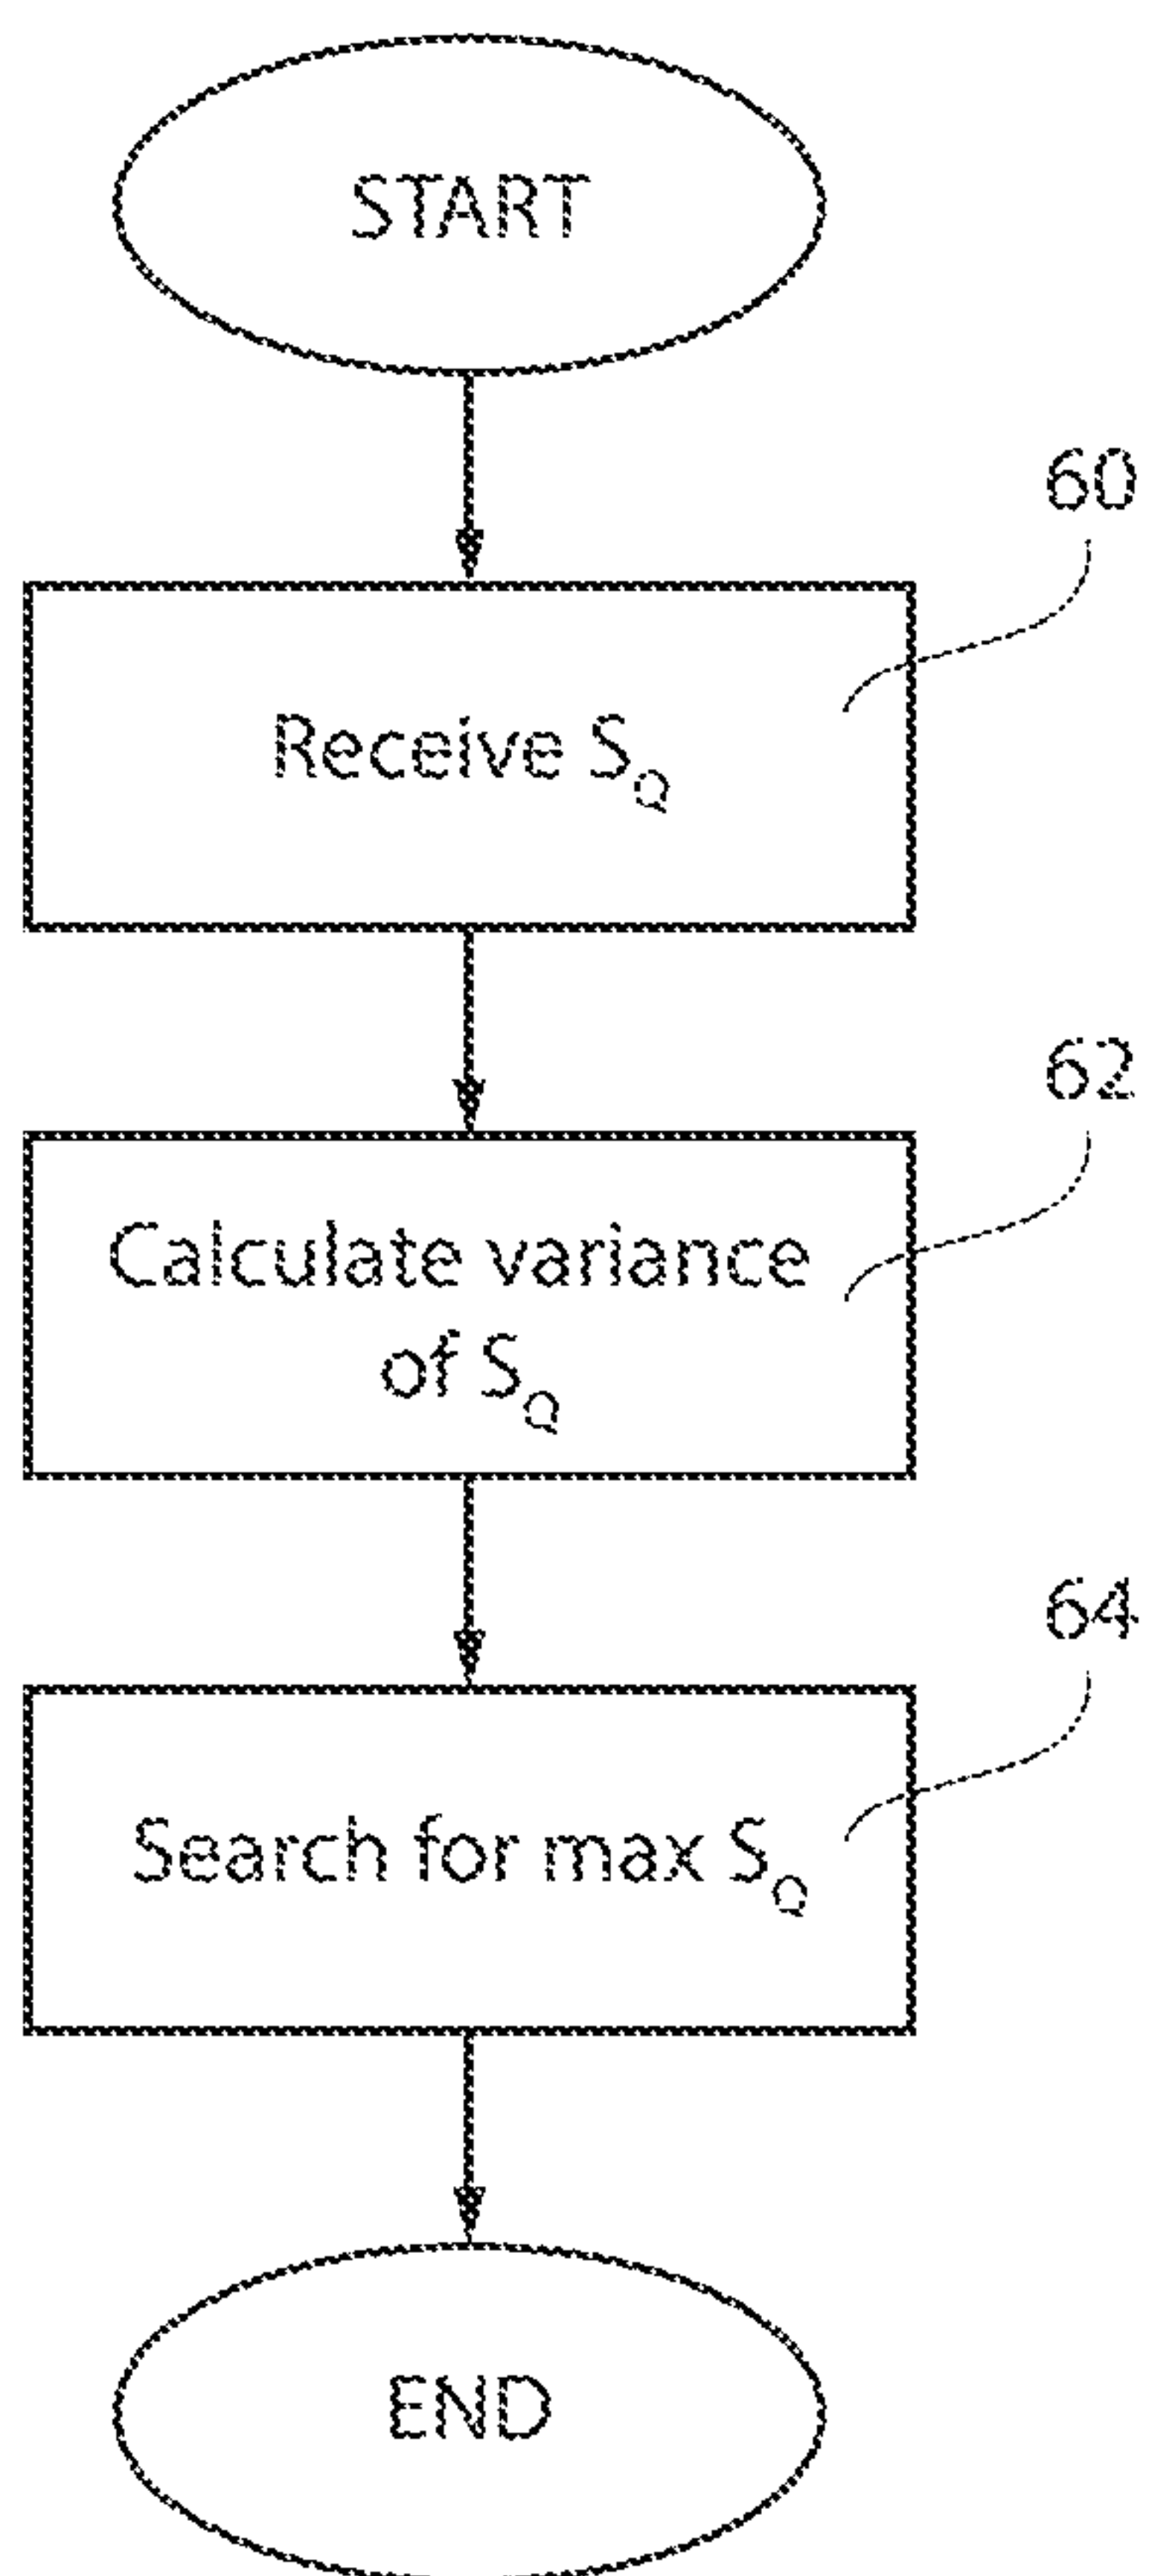 START
60
Receive S_Q
62
Calculate variance
of S_Q
64
Search for max S_Q
END